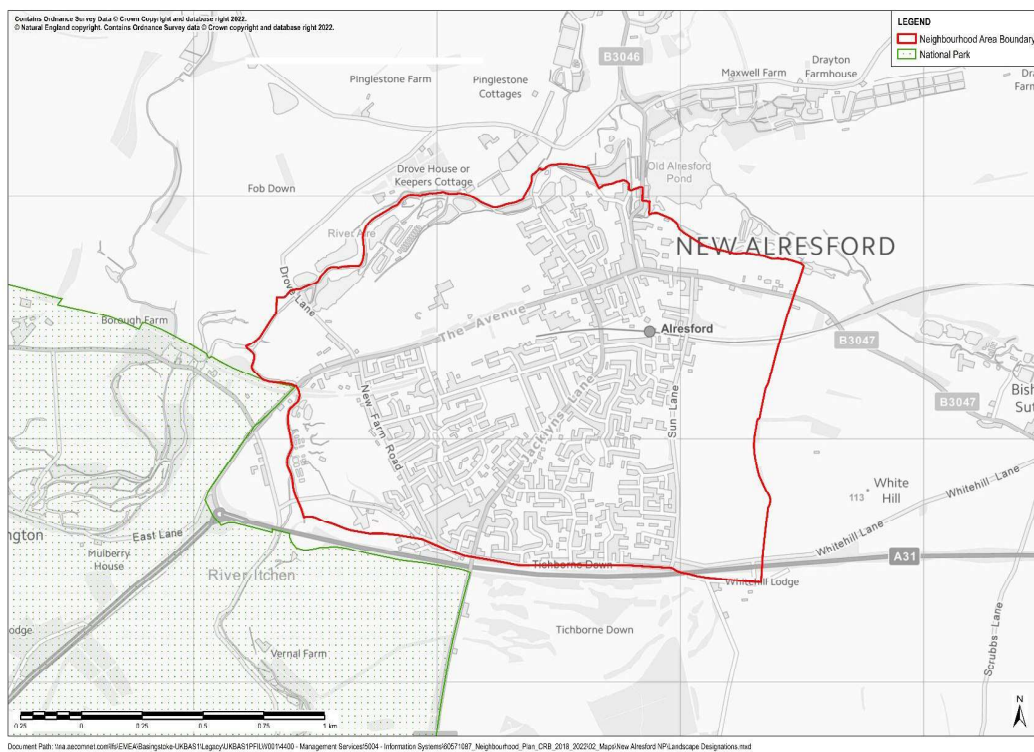 Contains Ordnance Survey Data © Crown Copyright and database right 2022.
© Natural England copyright. Contains Ordnance Survey data © Crown copyright and database right 2022.
LEGEND
Neighbourhood Area Boundary
National Park
B3046
Drayton
Farmhouse
Maxwell Farm
Pinglestone Farm
Pinglestone
Cottages
Old Alresford
Pond
Drove House or
Keepers Cottage
Fob Down
River Alre
NEW ALRESFORD
Drove Lane
Borough Farm
The Avenue
Alresford
B3047
B3047
New Farm Road
Jacklyns Lane
Sun Lane
White
Hill
113
Whitehill Lane
Whitehill Lane
East Lane
Mulberry
House
River Itchen
A31
Tichborne Down
Whitehill Lodge
Tichborne Down
Vernal Farm
Scrubbs Lane
N
0.25
0
0.25
0.5
0.75
1 km